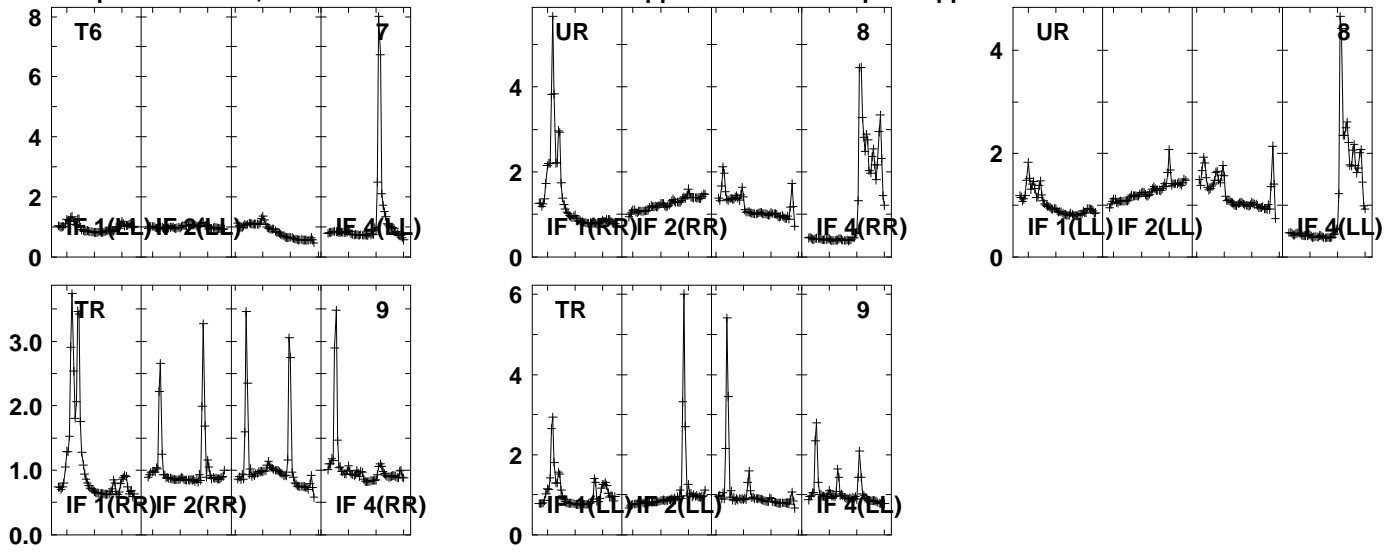 T6 7
8
6
4
2
0
IF 1(LL) IF 2(LL) IF 4(LL)
UR 8
6
4
2
0
IF 1(RR) IF 2(RR) IF 4(RR)
UR 8
4
2
0
IF 1(LL) IF 2(LL) IF 4(LL)
TR 9
3.0
2.0
1.0
0.0
IF 1(RR) IF 2(RR) IF 4(RR)
TR 9
6
4
2
0
IF 1(LL) IF 2(LL) IF 4(LL)